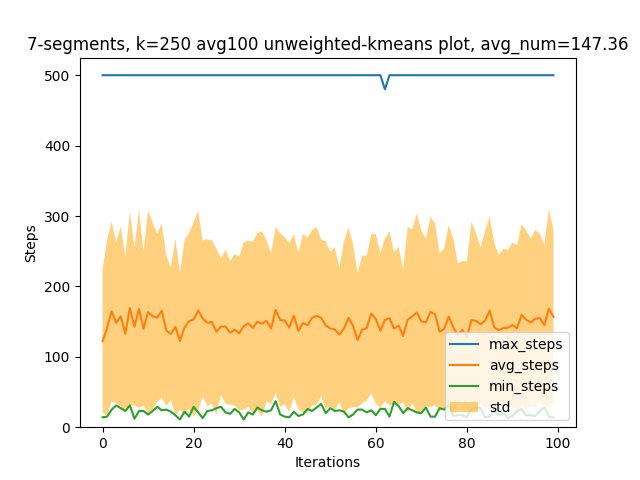 7-segments, k=250 avg100 unweighted-kmeans plot, avg_num=147.36
Steps
500
400
300
200
100
0
max_steps
avg_steps
min_steps
std
0 20 40 60 80 100
Iterations